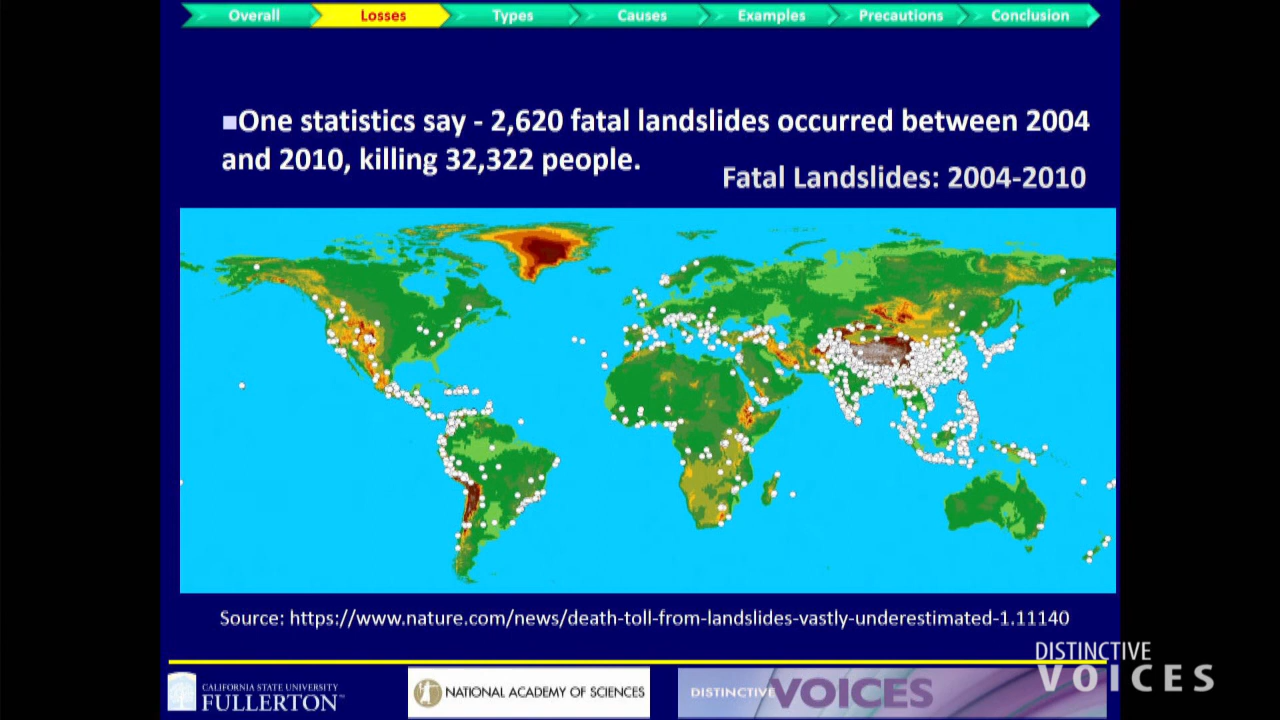 Overall
Losses
Types
Causes
Examples
Precautions
Conclusion
One statistics say - 2,620 fatal landslides occurred between 2004
and 2010, killing 32,322 people.
Fatal Landslides: 2004-2010
Source: https://www.nature.com/news/death-toll-from-landslides-vastly-underestimated-1.11140
DISTINCTIVE
VOICES
CALIFORNIA STATE UNIVERSITY
FULLERTON™
NATIONAL ACADEMY OF SCIENCES
DISTINCTIVE VOICES